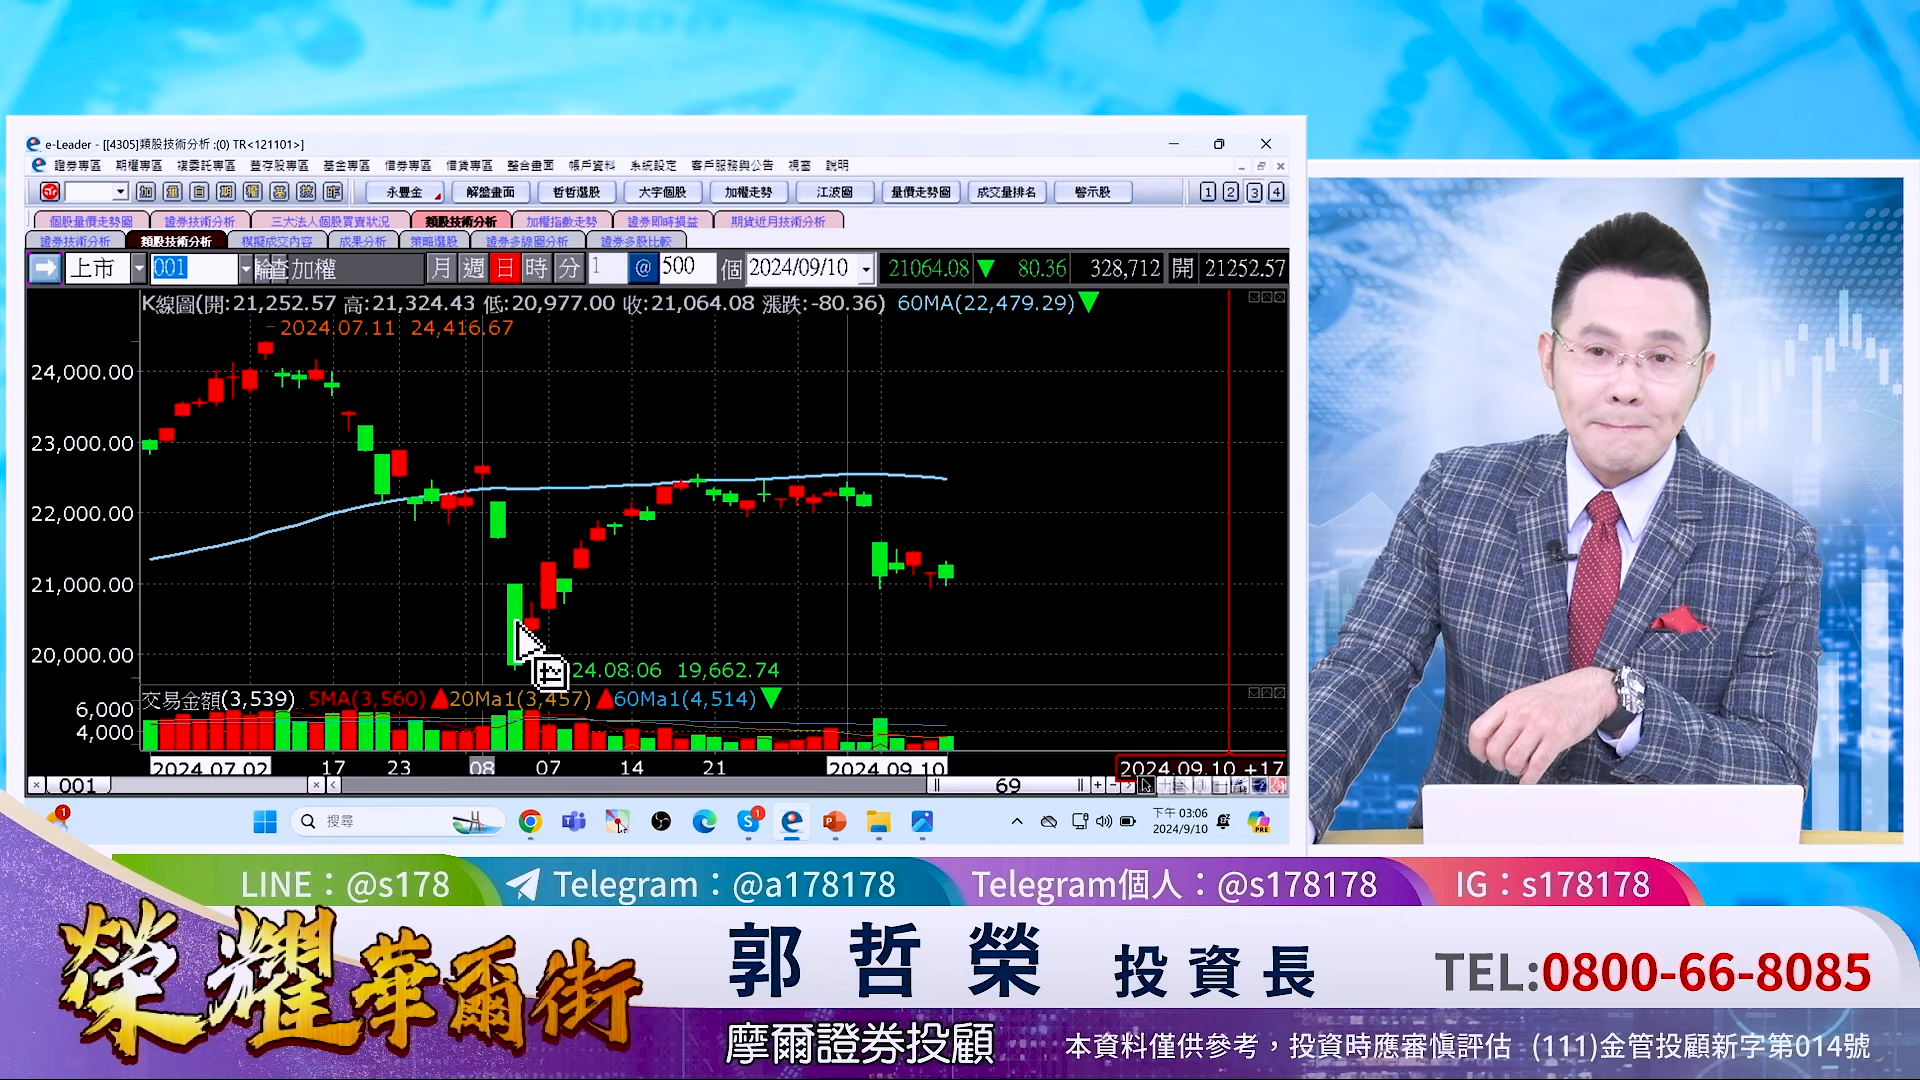 e-Leader - [[4305]類股技術分析 :(0) TR<121101>]
證券專區 期權專區 複委託專區 豐存股專區 基金專區 借券專區 借貸專區 整合畫面 帳戶資料 系統設定 客戶服務與公告 視窗 說明
永豐金 解盤畫面 哲哲選股 大字個股 加權走勢 江波圖 量價走勢圖 成交量排名 警示股 1 2 3 4
個股量價走勢圖 證券技術分析 三大法人個股買賣狀況 類股技術分析 加權指數走勢 證券即時損益 期貨近月技術分析
證券技術分析 類股技術分析 模擬成交內容 成果分析 策略選股 證券多線圖分析 證券多股比較
上市 001 加權 月 週 日 時 分 1 @ 500 個 2024/09/10 21064.08 ▼ 80.36 328,712 開 21252.57
K線圖(開:21,252.57 高:21,324.43 低:20,977.00 收:21,064.08 漲跌:-80.36) 60MA(22,479.29)▼
2024.07.11 24,416.67
24,000.00
23,000.00
22,000.00
21,000.00
20,000.00
24.08.06 19,662.74
交易金額(3,539) 5MA(3,560)▲20Ma1(3,457)▲60Ma1(4,514)▼
6,000
4,000
2024.07.02 17 23 08 07 14 21 2024.09.10 2024.09.10 +17
001 69
搜尋
下午 03:06
2024/9/10
LINE：@s178 Telegram：@a178178 Telegram個人：@s178178 IG：s178178
榮耀華爾街
郭哲榮 投資長 TEL:0800-66-8085
摩爾證券投顧 本資料僅供參考，投資時應審慎評估 (111)金管投顧新字第014號